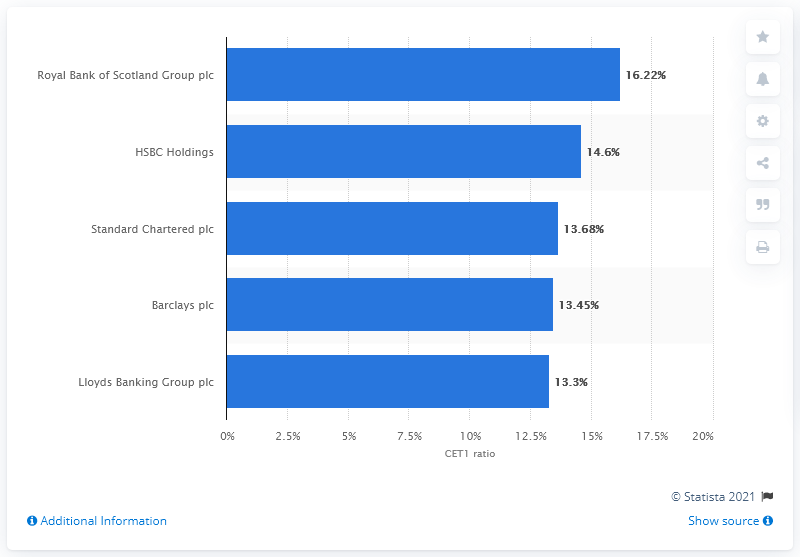 Royal Bank of Scotland Group plc 16.22%
HSBC Holdings 14.6%
Standard Chartered plc 13.68%
Barclays plc 13.45%
Lloyds Banking Group plc 13.3%
0% 2.5% 5% 7.5% 10% 12.5% 15% 17.5% 20%
CET1 ratio
© Statista 2021
Additional Information Show source